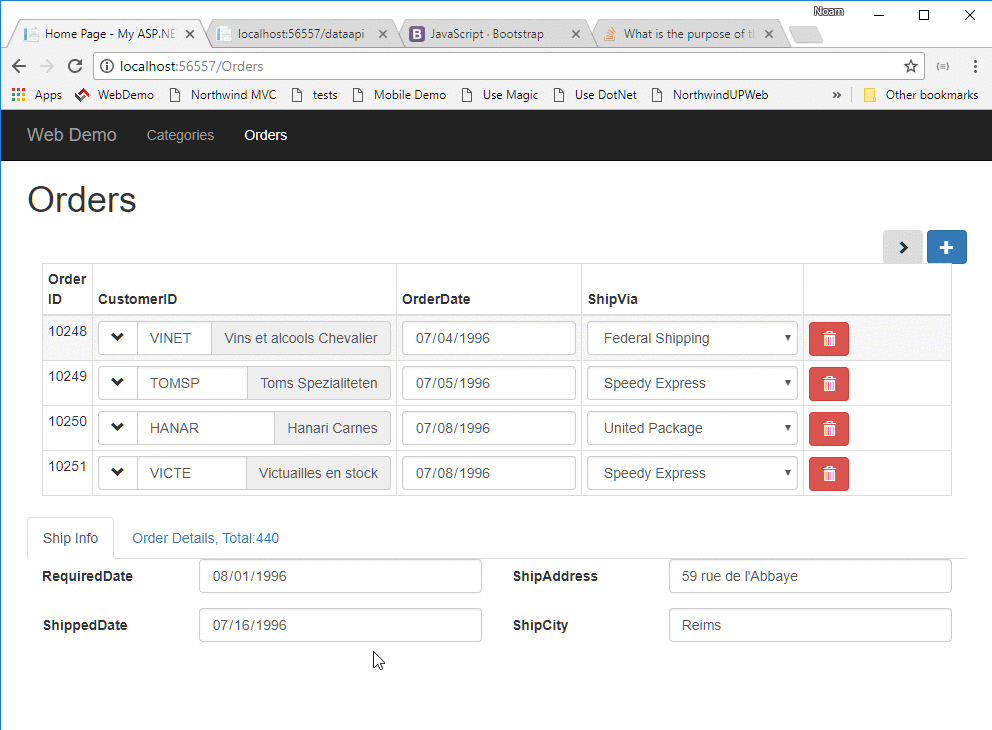 Noam
Home Page - My ASP.NE localhost:56557/dataapi JavaScript · Bootstrap What is the purpose of th
localhost:56557/Orders
Apps WebDemo Northwind MVC tests Mobile Demo Use Magic Use DotNet NorthwindUPWeb » Other bookmarks
Web Demo Categories Orders
Orders
Order
ID CustomerID OrderDate ShipVia
10248 VINET Vins et alcools Chevalier 07/04/1996 Federal Shipping
10249 TOMSP Toms Spezialiteten 07/05/1996 Speedy Express
10250 HANAR Hanari Carnes 07/08/1996 United Package
10251 VICTE Victuailles en stock 07/08/1996 Speedy Express
Ship Info Order Details, Total:440
RequiredDate 08/01/1996 ShipAddress 59 rue de l'Abbaye
ShippedDate 07/16/1996 ShipCity Reims